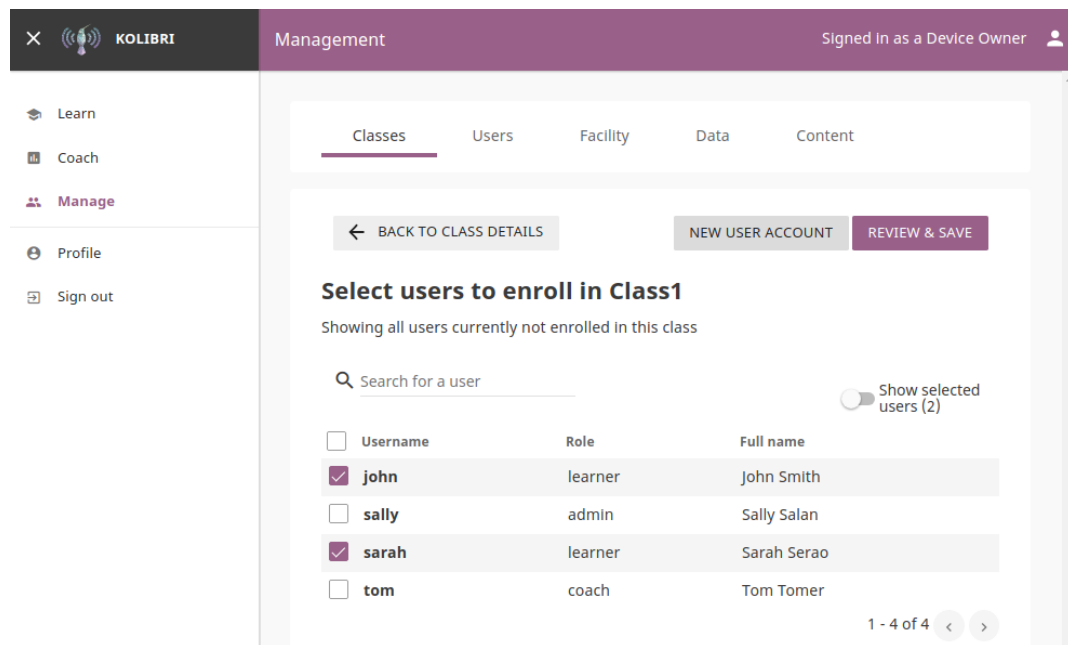 KOLIBRI
Management
Signed in as a Device Owner
Learn
Coach
Manage
Profile
Sign out
Classes Users Facility Data Content
BACK TO CLASS DETAILS
NEW USER ACCOUNT
REVIEW & SAVE
Select users to enroll in Class1
Showing all users currently not enrolled in this class
Search for a user
Show selected
users (2)
Username Role Full name
john learner John Smith
sally admin Sally Salan
sarah learner Sarah Serao
tom coach Tom Tomer
1 - 4 of 4